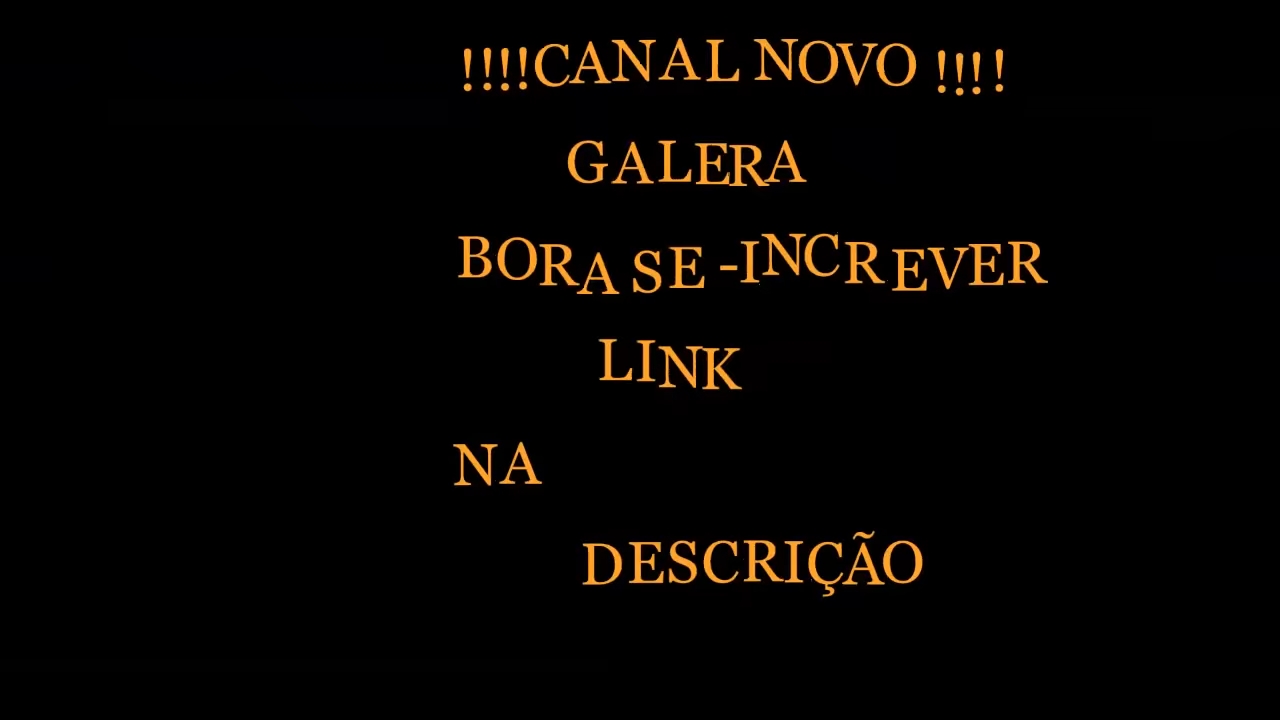 !!!!CANAL NOVO !!!!
GALERA
BORA SE -INCREVER
LINK
NA
DESCRIÇÃO